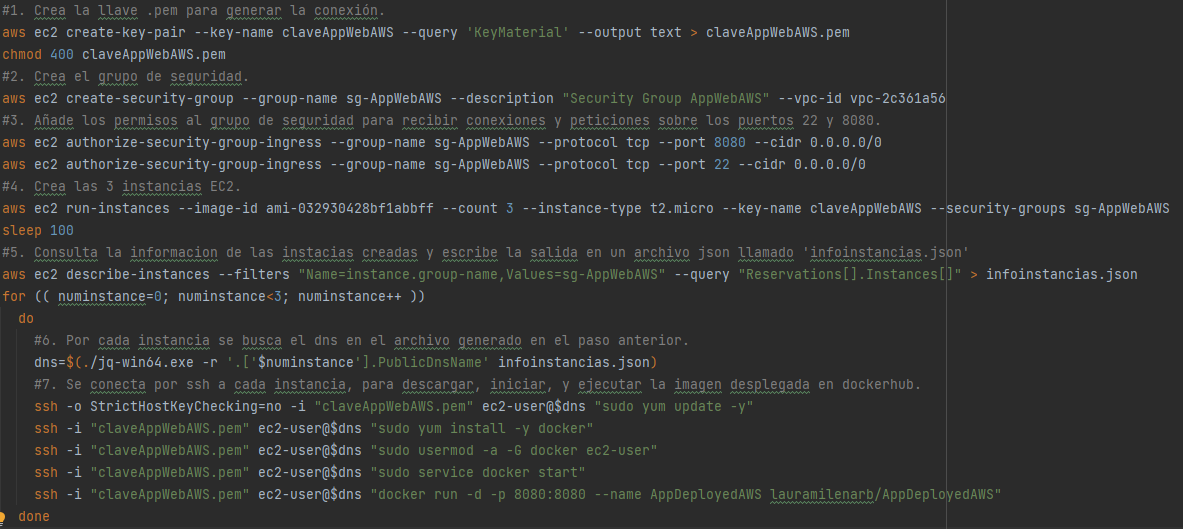 #1. Crea la llave .pem para generar la conexión.
aws ec2 create-key-pair --key-name claveAppWebAWS --query 'KeyMaterial' --output text > claveAppWebAWS.pem
chmod 400 claveAppWebAWS.pem
#2. Crea el grupo de seguridad.
aws ec2 create-security-group --group-name sg-AppWebAWS --description "Security Group AppWebAWS" --vpc-id vpc-2c361a56
#3. Añade los permisos al grupo de seguridad para recibir conexiones y peticiones sobre los puertos 22 y 8080.
aws ec2 authorize-security-group-ingress --group-name sg-AppWebAWS --protocol tcp --port 8080 --cidr 0.0.0.0/0
aws ec2 authorize-security-group-ingress --group-name sg-AppWebAWS --protocol tcp --port 22 --cidr 0.0.0.0/0
#4. Crea las 3 instancias EC2.
aws ec2 run-instances --image-id ami-032930428bf1abbff --count 3 --instance-type t2.micro --key-name claveAppWebAWS --security-groups sg-AppWebAWS
sleep 100
#5. Consulta la informacion de las instacias creadas y escribe la salida en un archivo json llamado 'infoinstancias.json'
aws ec2 describe-instances --filters "Name=instance.group-name,Values=sg-AppWebAWS" --query "Reservations[].Instances[]" > infoinstancias.json
for (( numinstance=0; numinstance<3; numinstance++ ))
  do
    #6. Por cada instancia se busca el dns en el archivo generado en el paso anterior.
    dns=$(./jq-win64.exe -r '.['$numinstance'].PublicDnsName' infoinstancias.json)
    #7. Se conecta por ssh a cada instancia, para descargar, iniciar, y ejecutar la imagen desplegada en dockerhub.
    ssh -o StrictHostKeyChecking=no -i "claveAppWebAWS.pem" ec2-user@$dns "sudo yum update -y"
    ssh -i "claveAppWebAWS.pem" ec2-user@$dns "sudo yum install -y docker"
    ssh -i "claveAppWebAWS.pem" ec2-user@$dns "sudo usermod -a -G docker ec2-user"
    ssh -i "claveAppWebAWS.pem" ec2-user@$dns "sudo service docker start"
    ssh -i "claveAppWebAWS.pem" ec2-user@$dns "docker run -d -p 8080:8080 --name AppDeployedAWS lauramilenarb/AppDeployedAWS"
  done